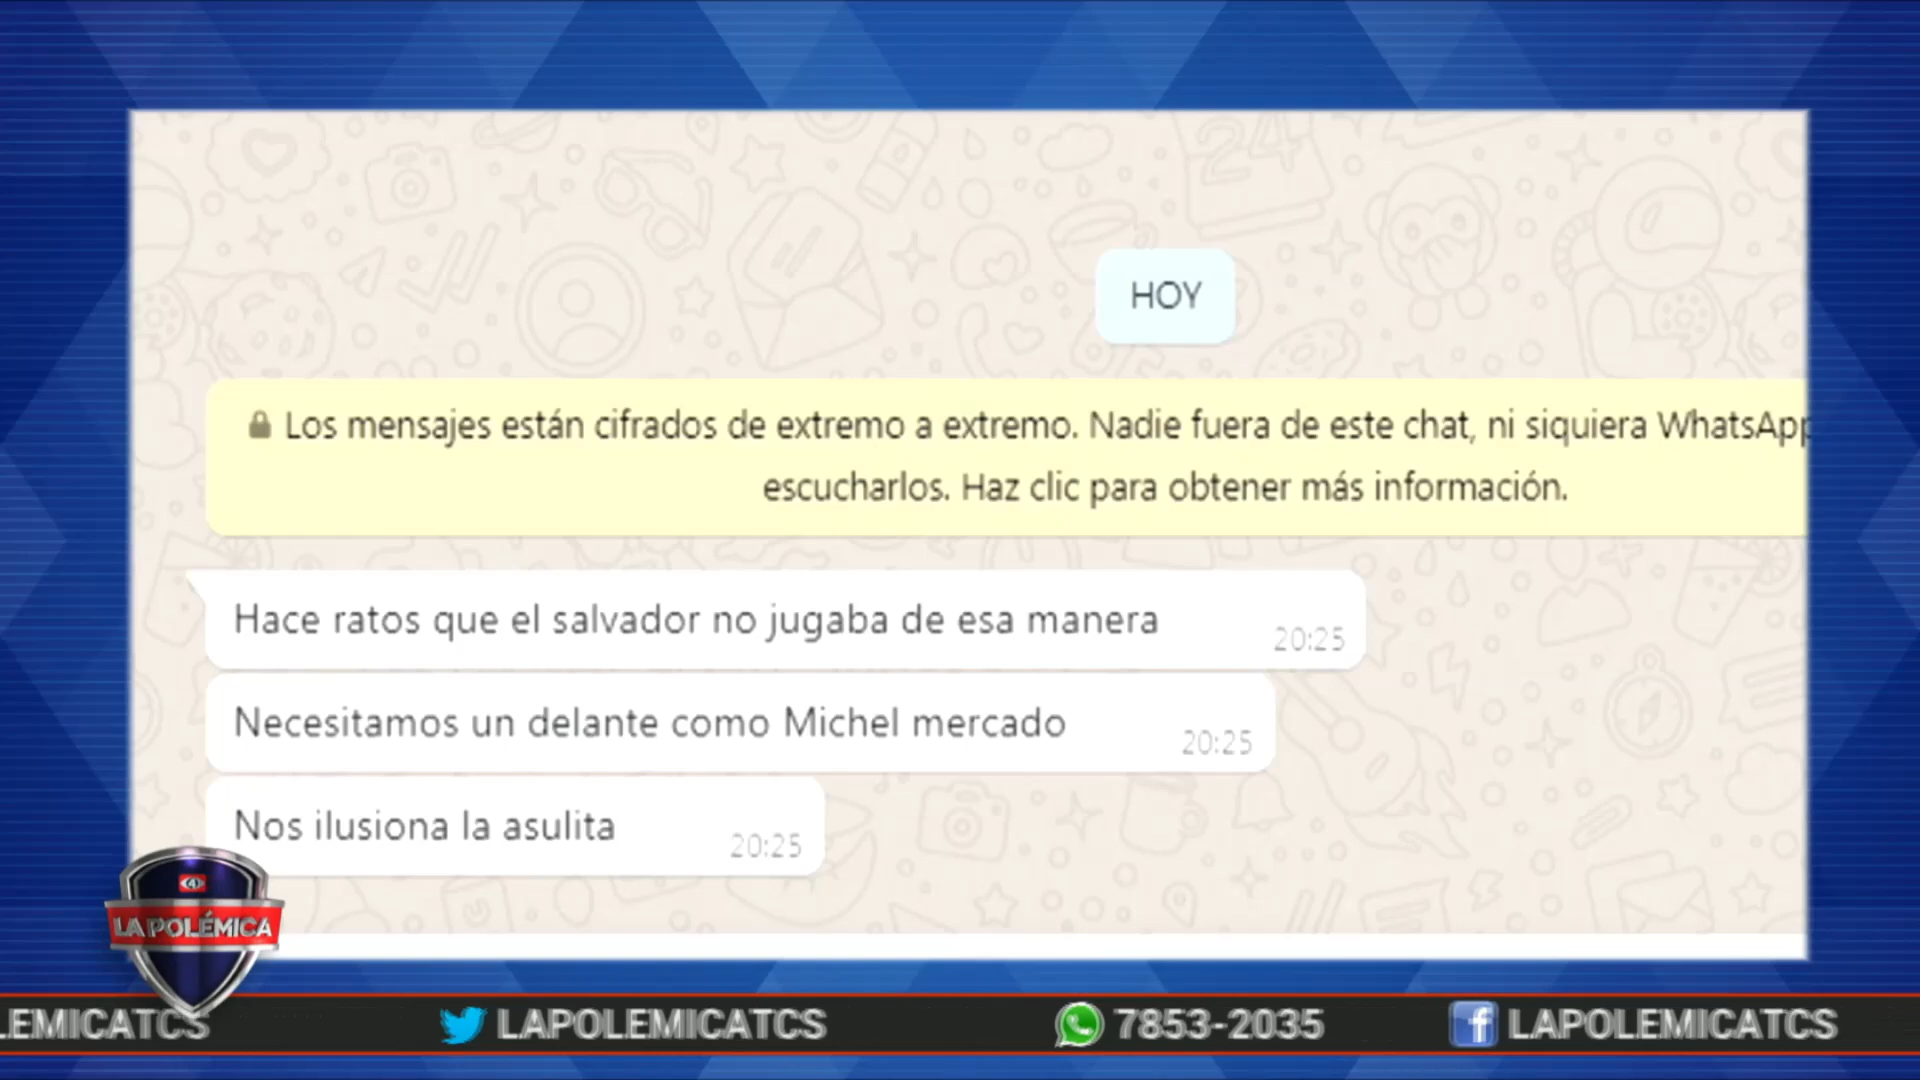 HOY
Los mensajes están cifrados de extremo a extremo. Nadie fuera de este chat, ni siquiera WhatsApp
escucharlos. Haz clic para obtener más información.
Hace ratos que el salvador no jugaba de esa manera
20:25
Necesitamos un delante como Michel mercado
20:25
Nos ilusiona la asulita
20:25
4
LA POLÉMICA
LEMICATCS
LAPOLEMICATCS
7853-2035
LAPOLEMICATCS